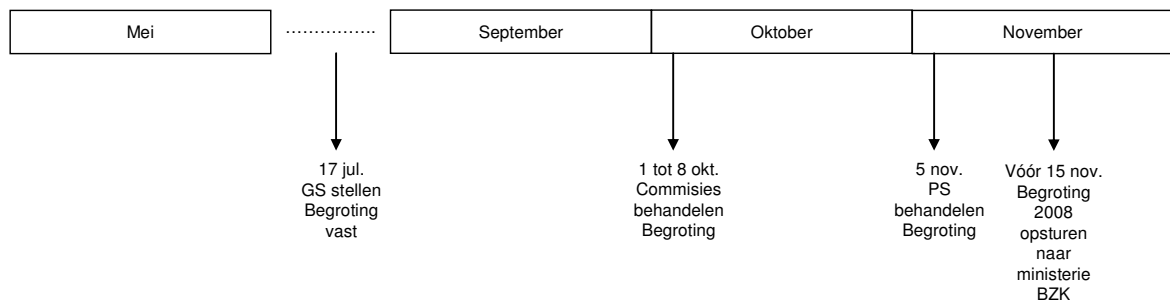 Mei
September
Oktober
November
17 jul.
GS stellen
Begroting
vast
1 tot 8 okt.
Commisies
behandelen
Begroting
5 nov.
PS
behandelen
Begroting
Vóór 15 nov.
Begroting
2008
opsturen
naar
ministerie
BZK